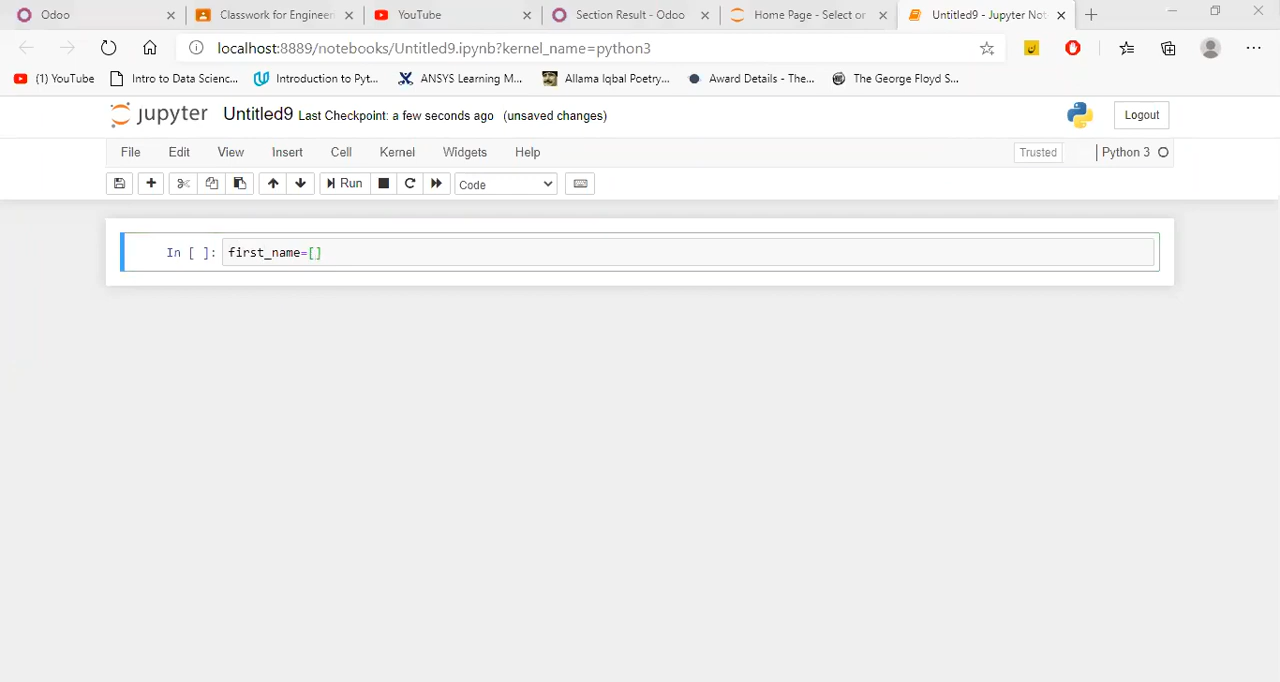 Odoo
Classwork for Engineer
YouTube
Section Result - Odoo
Home Page - Select or
Untitled9 - Jupyter Not
localhost:8889/notebooks/Untitled9.ipynb?kernel_name=python3
(1) YouTube
Intro to Data Scienc...
Introduction to Pyt...
ANSYS Learning M...
Allama Iqbal Poetry...
Award Details - The...
The George Floyd S...
jupyter Untitled9 Last Checkpoint: a few seconds ago (unsaved changes)
Logout
File Edit View Insert Cell Kernel Widgets Help
Trusted
Python 3
Run
Code
In [ ]: first_name=[]